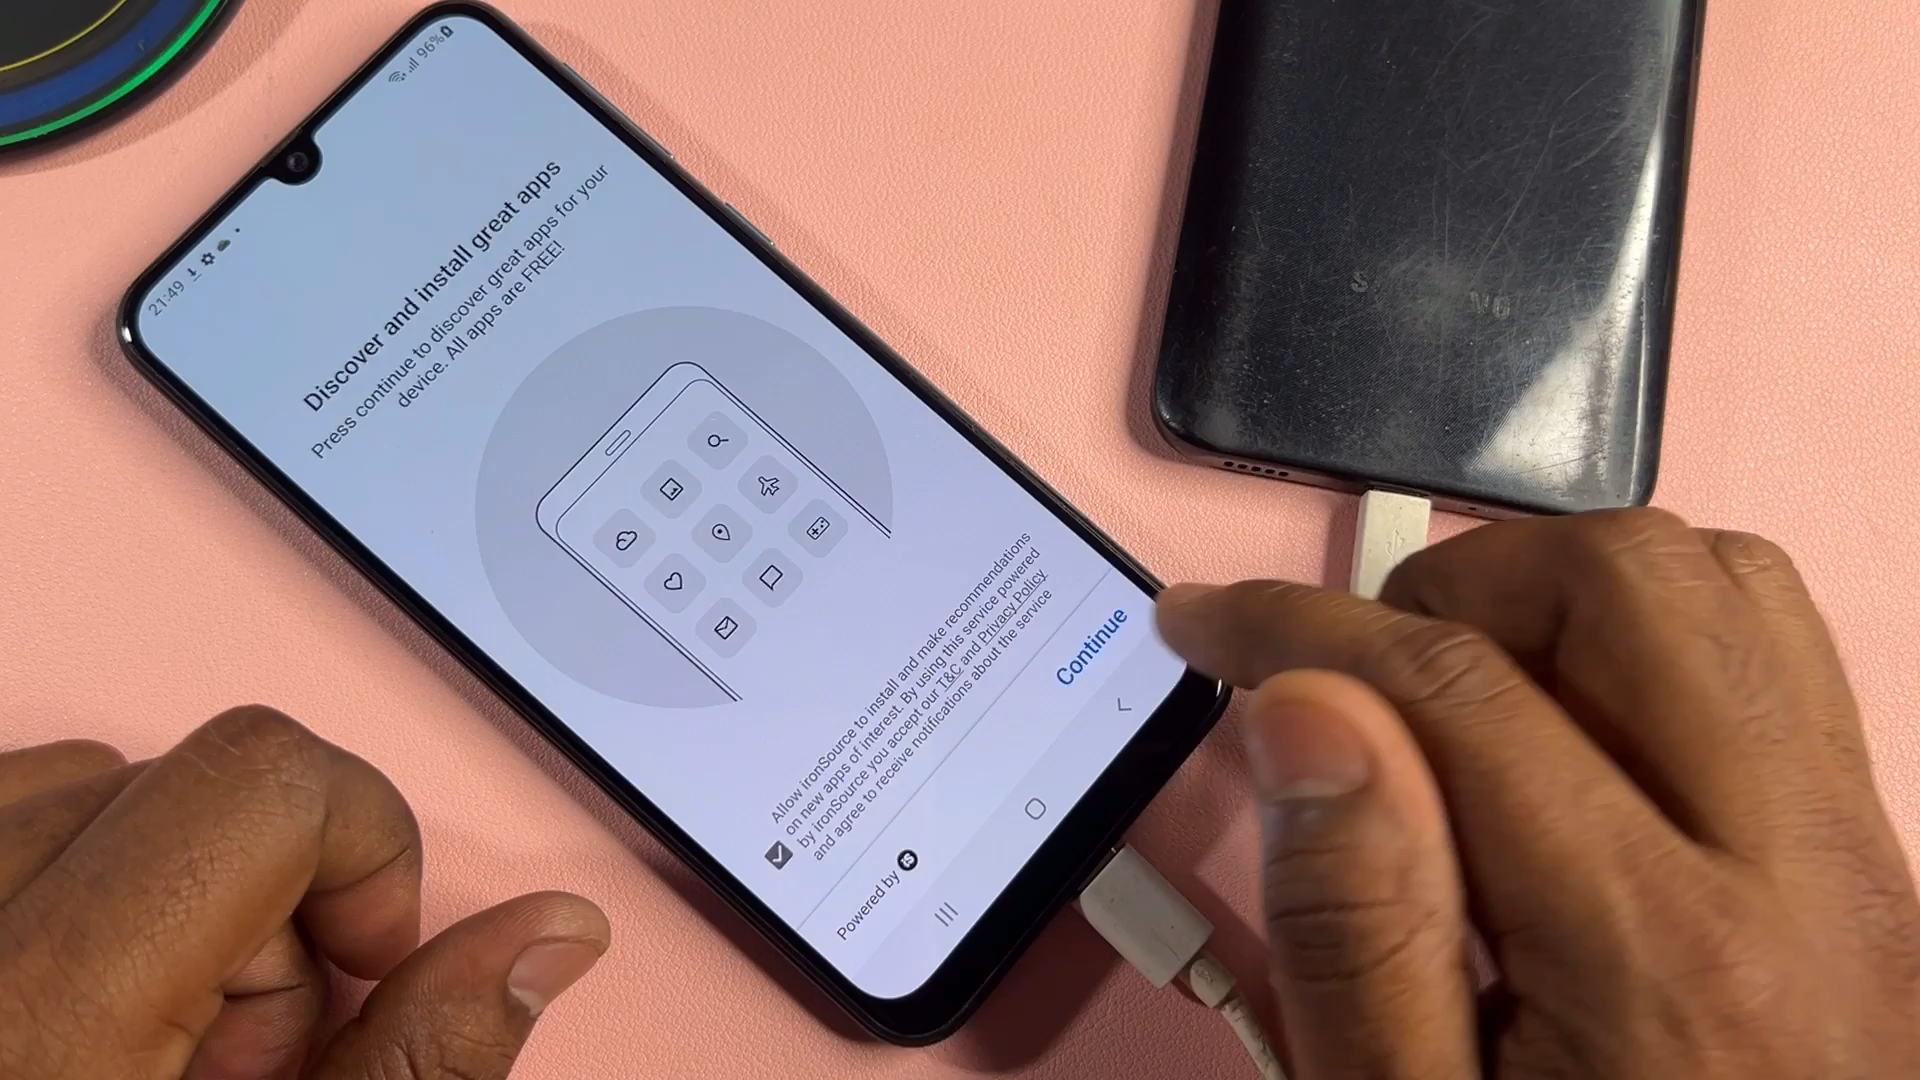 21:49
96%
Discover and install great apps
Press continue to discover great apps for your
device. All apps are FREE!
Allow ironSource to install and make recommendations
on new apps of interest. By using this service powered
by ironSource you accept our T&C and Privacy Policy
and agree to receive notifications about the service
Continue
Powered by is